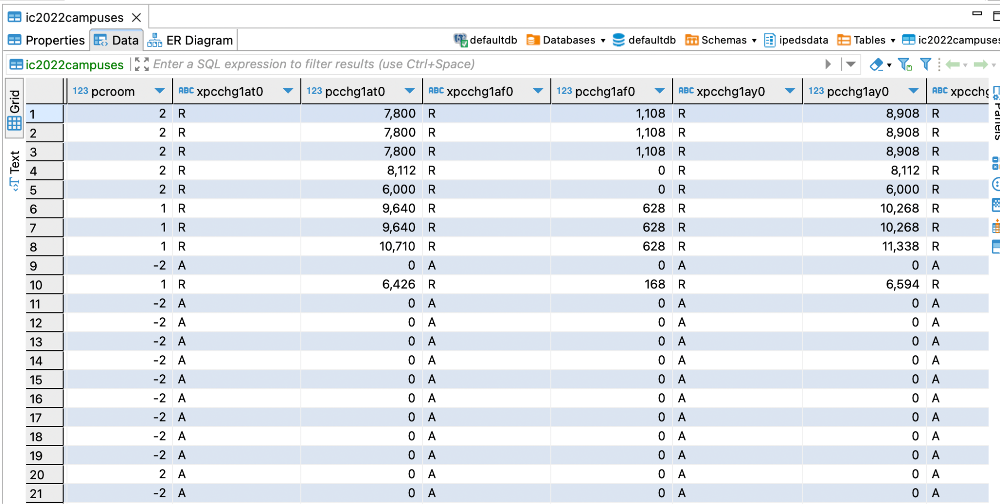 ic2022campuses
Properties Data ER Diagram defaultdb Databases defaultdb Schemas ipedsdata Tables ic2022campuses
ic2022campuses Enter a SQL expression to filter results (use Ctrl+Space)
Grid
Text
Panels
123 pcroom ABC xpcchg1at0 123 pcchg1at0 ABC xpcchg1af0 123 pcchg1af0 ABC xpcchg1ay0 123 pcchg1ay0 ABC xpcchg
1 2 R 7,800 R 1,108 R 8,908 R
2 2 R 7,800 R 1,108 R 8,908 R
3 2 R 7,800 R 1,108 R 8,908 R
4 2 R 8,112 R 0 R 8,112 R
5 2 R 6,000 R 0 R 6,000 R
6 1 R 9,640 R 628 R 10,268 R
7 1 R 9,640 R 628 R 10,268 R
8 1 R 10,710 R 628 R 11,338 R
9 -2 A 0 A 0 A 0 A
10 1 R 6,426 R 168 R 6,594 R
11 -2 A 0 A 0 A 0 A
12 -2 A 0 A 0 A 0 A
13 -2 A 0 A 0 A 0 A
14 -2 A 0 A 0 A 0 A
15 -2 A 0 A 0 A 0 A
16 -2 A 0 A 0 A 0 A
17 -2 A 0 A 0 A 0 A
18 -2 A 0 A 0 A 0 A
19 -2 A 0 A 0 A 0 A
20 2 A 0 A 0 A 0 A
21 -2 A 0 A 0 A 0 A